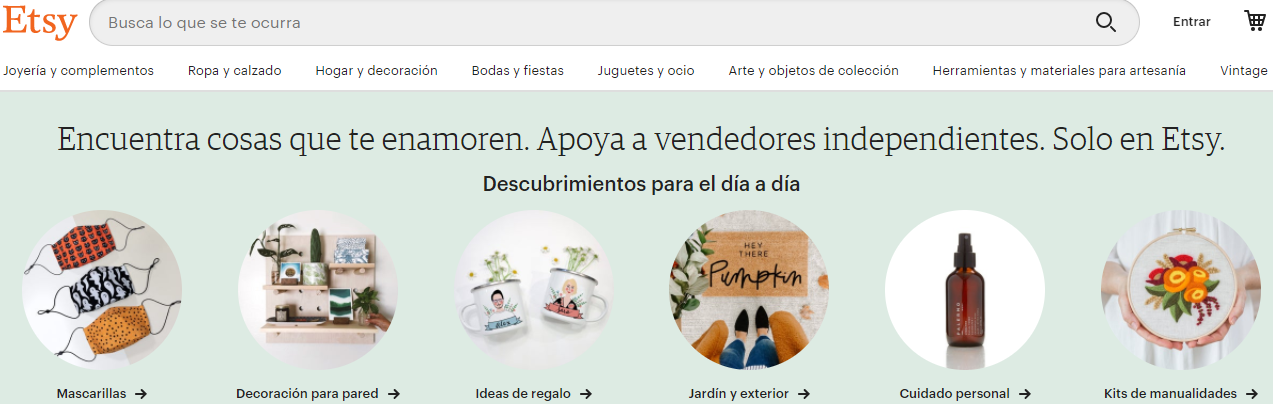 Etsy
Busca lo que se te ocurra
Entrar
Joyería y complementos
Ropa y calzado
Hogar y decoración
Bodas y fiestas
Juguetes y ocio
Arte y objetos de colección
Herramientas y materiales para artesanía
Vintage
Encuentra cosas que te enamoren. Apoya a vendedores independientes. Solo en Etsy.
Descubrimientos para el día a día
HEY
THERE
Pumpkin
PALERMO
Mascarillas
Decoración para pared
Ideas de regalo
Jardín y exterior
Cuidado personal
Kits de manualidades